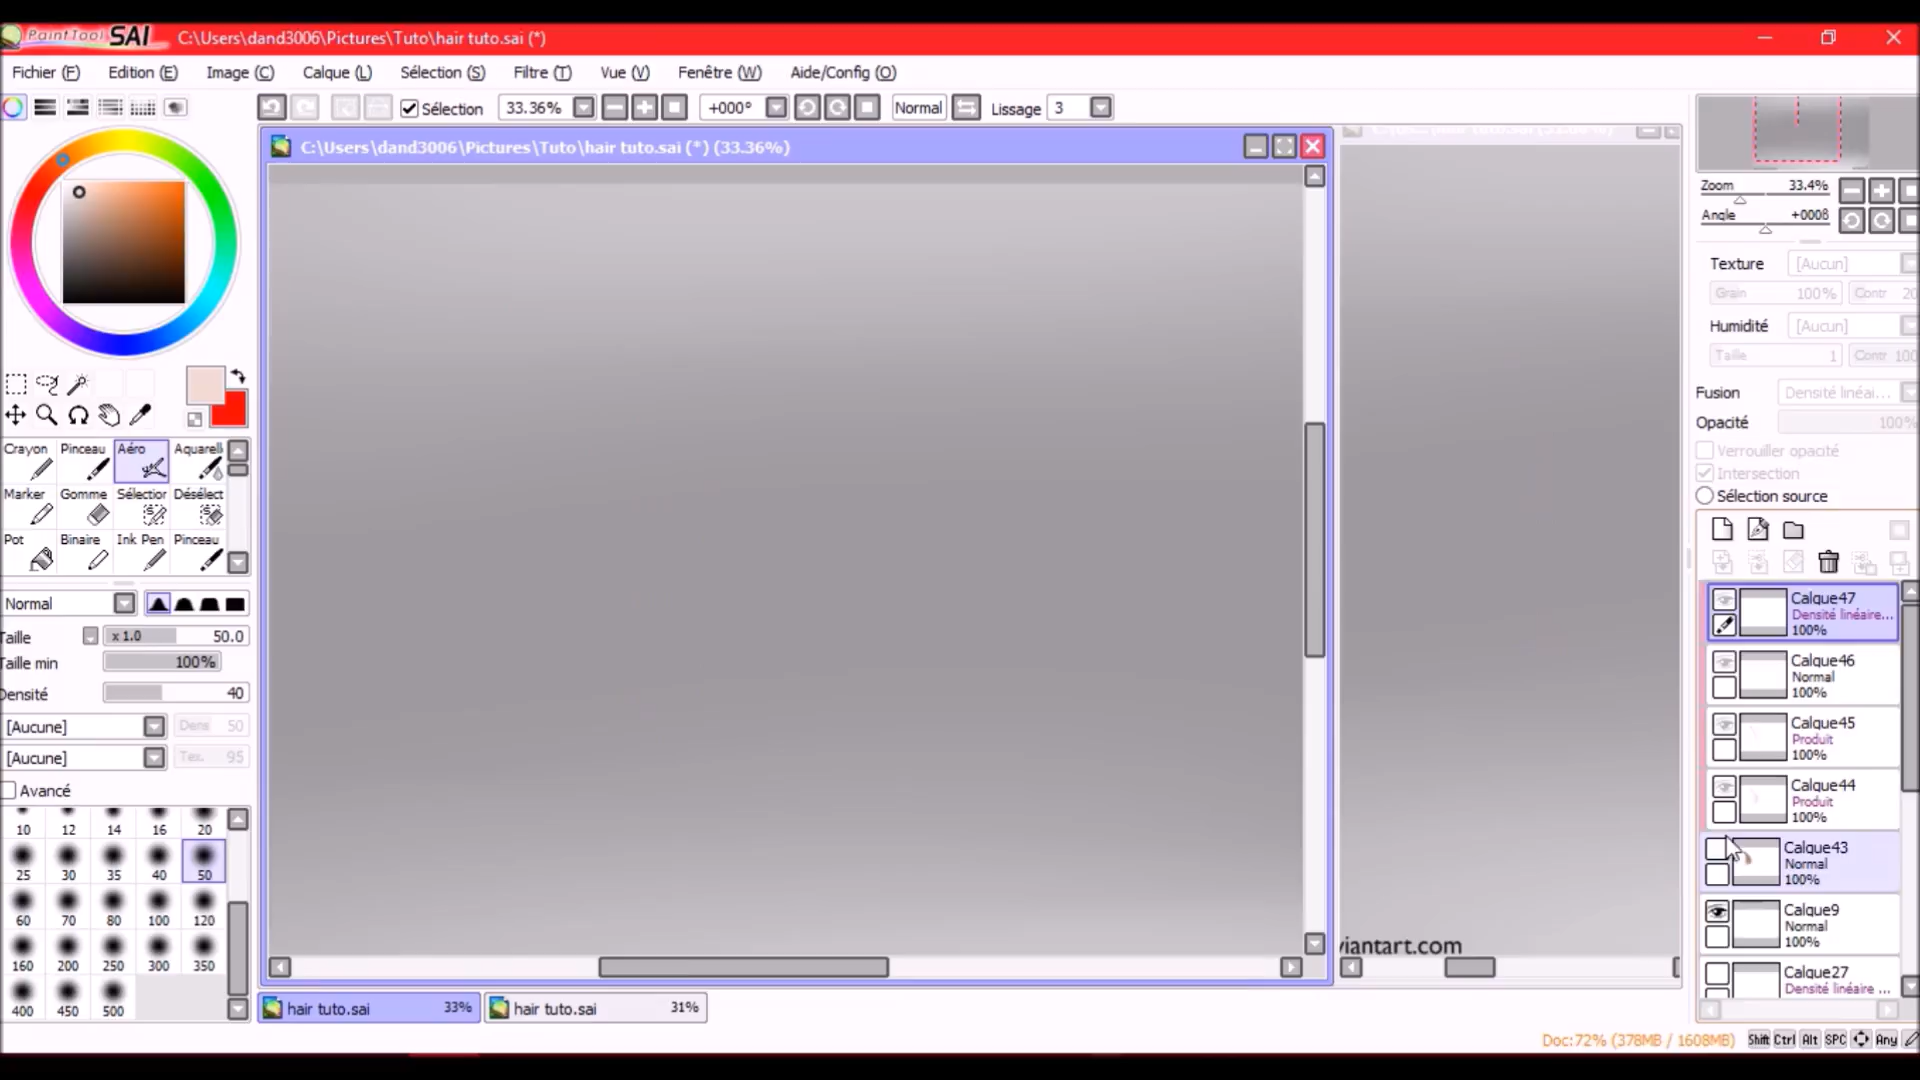 PaintTool SAI C:\Users\dand3006\Pictures\Tuto\hair tuto.sai (*)
Fichier (F) Edition (E) Image (C) Calque (L) Sélection (S) Filtre (T) Vue (V) Fenêtre (W) Aide/Config (O)
Sélection 33.36% +000° Normal Lissage 3
C:\Users\dand3006\Pictures\Tuto\hair tuto.sai (*) (33.36%)
Zoom 33.4%
Angle +000§
Texture [Aucun]
Grain 100% Contr 20
Humidité [Aucun]
Taille 1 Contr 100
Fusion Densité linéai...
Opacité 100%
Verrouiller opacité
Intersection
Sélection source
Crayon Pinceau Aéro Aquarell
Marker Gomme Sélection Désélect
Pot Binaire Ink Pen Pinceau
Normal
Taille x 1.0 50.0
Taille min 100%
Densité 40
[Aucune] Dens 50
[Aucune] Tex. 95
Avancé
10 12 14 16 20
25 30 35 40 50
60 70 80 100 120
160 200 250 300 350
400 450 500
Calque47
Densité linéaire...
100%
Calque46
Normal
100%
Calque45
Produit
100%
Calque44
Produit
100%
Calque43
Normal
100%
Calque9
Normal
100%
Calque27
Densité linéaire ...
viantart.com
hair tuto.sai 33% hair tuto.sai 31%
Doc:72% (378MB / 1608MB) Shift Ctrl Alt SPC Any